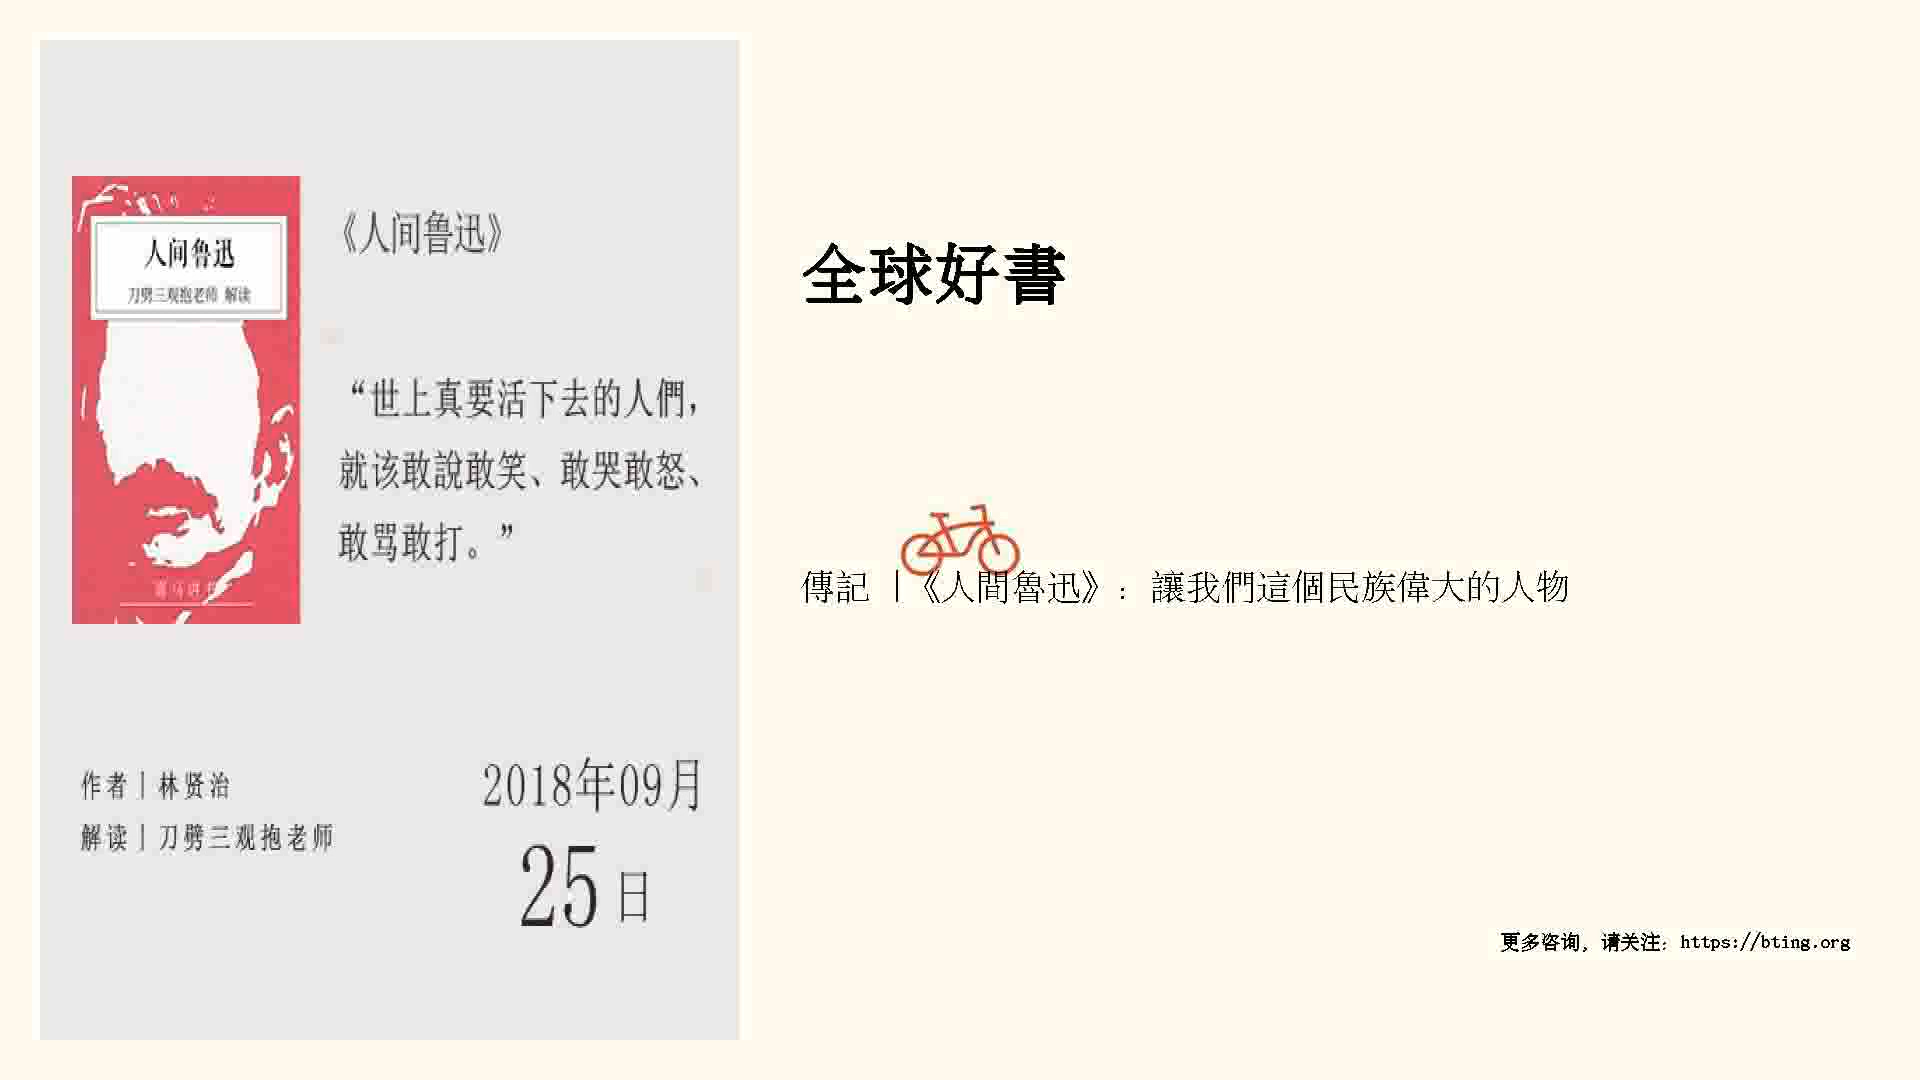 人间鲁迅
刀劈三观抱老师 解读
《人间鲁迅》
“世上真要活下去的人們，
就该敢說敢笑、敢哭敢怒、
敢骂敢打。”
作者丨林贤治
解读丨刀劈三观抱老师
2018年09月
25日
全球好書
傳記 ｜《人間魯迅》：讓我們這個民族偉大的人物
更多咨询，请关注：https://bting.org